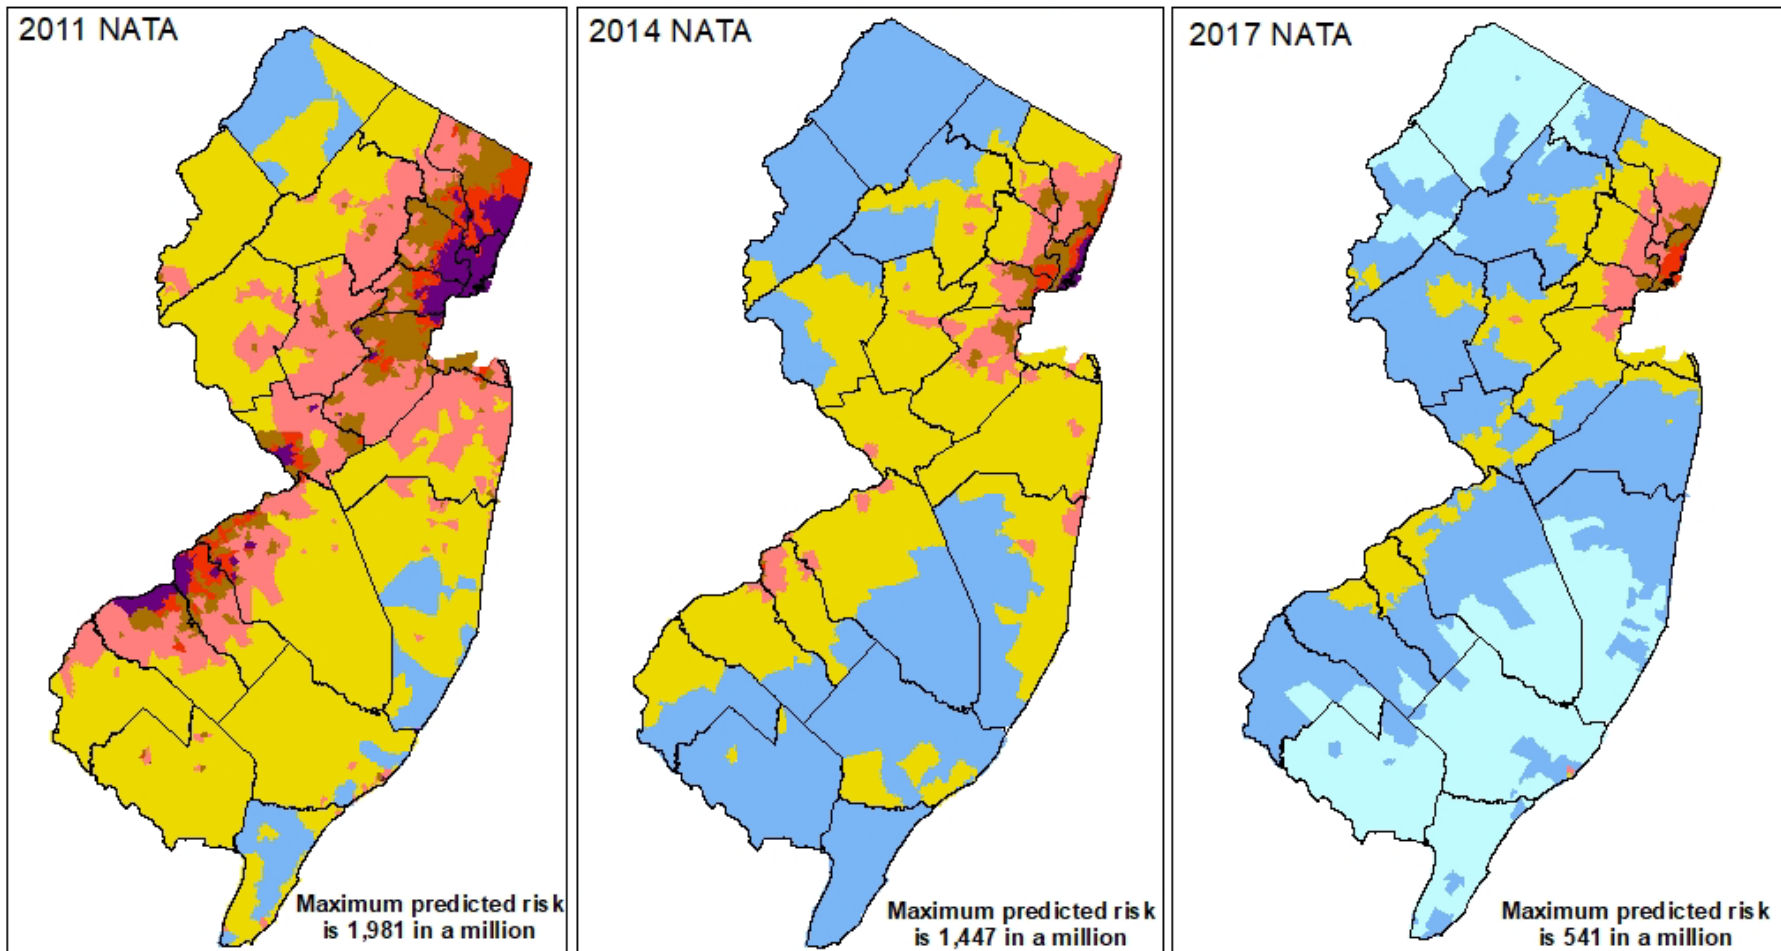 2011 NATA
Maximum predicted risk
is 1,981 in a million
2014 NATA
Maximum predicted risk
is 1,447 in a million
2017 NATA
Maximum predicted risk
is 541 in a million